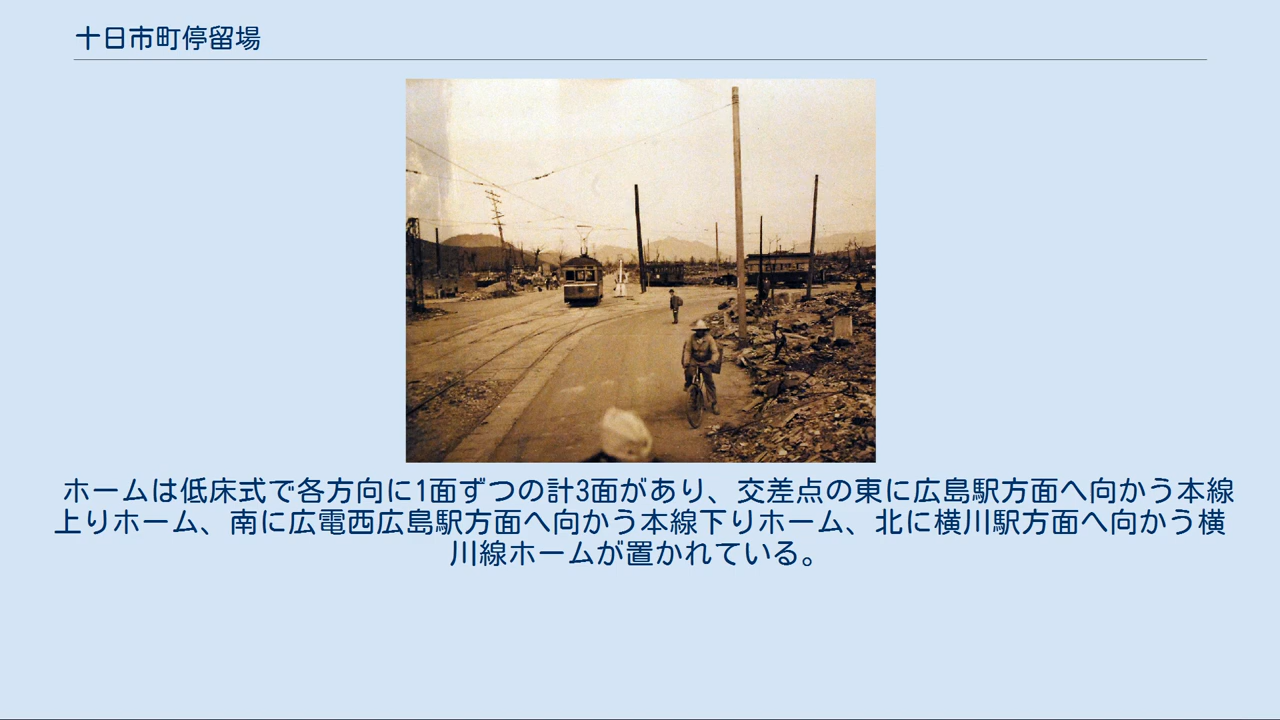 十日市町停留場
ホームは低床式で各方向に1面ずつの計3面があり、交差点の東に広島駅方面へ向かう本線
上りホーム、南に広電西広島駅方面へ向かう本線下りホーム、北に横川駅方面へ向かう横
川線ホームが置かれている。